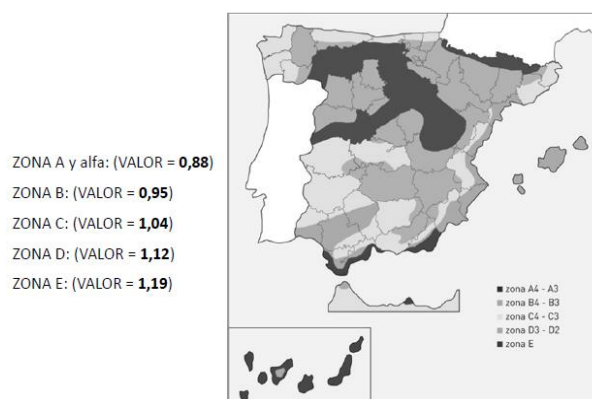 ZONA A y alfa: (VALOR = 0,88)
ZONA B: (VALOR = 0,95)
ZONA C: (VALOR = 1,04)
ZONA D: (VALOR = 1,12)
ZONA E: (VALOR = 1,19)
zona A4 - A3
zona B4 - B3
zona C4 - C3
zona D3 - D2
zona E